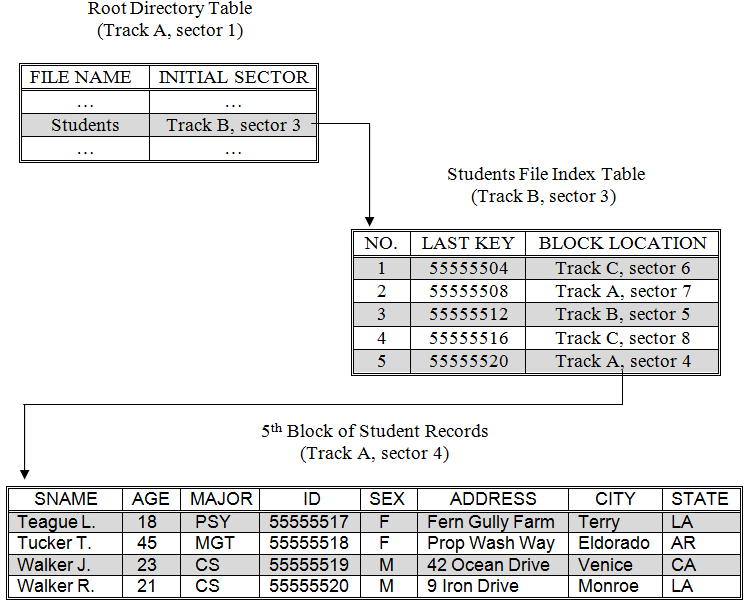 Root Directory Table
(Track A, sector 1)
FILE NAME INITIAL SECTOR
… …
Students Track B, sector 3
… …
Students File Index Table
(Track B, sector 3)
NO. LAST KEY BLOCK LOCATION
1 55555504 Track C, sector 6
2 55555508 Track A, sector 7
3 55555512 Track B, sector 5
4 55555516 Track C, sector 8
5 55555520 Track A, sector 4
5th Block of Student Records
(Track A, sector 4)
SNAME AGE MAJOR ID SEX ADDRESS CITY STATE
Teague L. 18 PSY 55555517 F Fern Gully Farm Terry LA
Tucker T. 45 MGT 55555518 F Prop Wash Way Eldorado AR
Walker J. 23 CS 55555519 M 42 Ocean Drive Venice CA
Walker R. 21 CS 55555520 M 9 Iron Drive Monroe LA